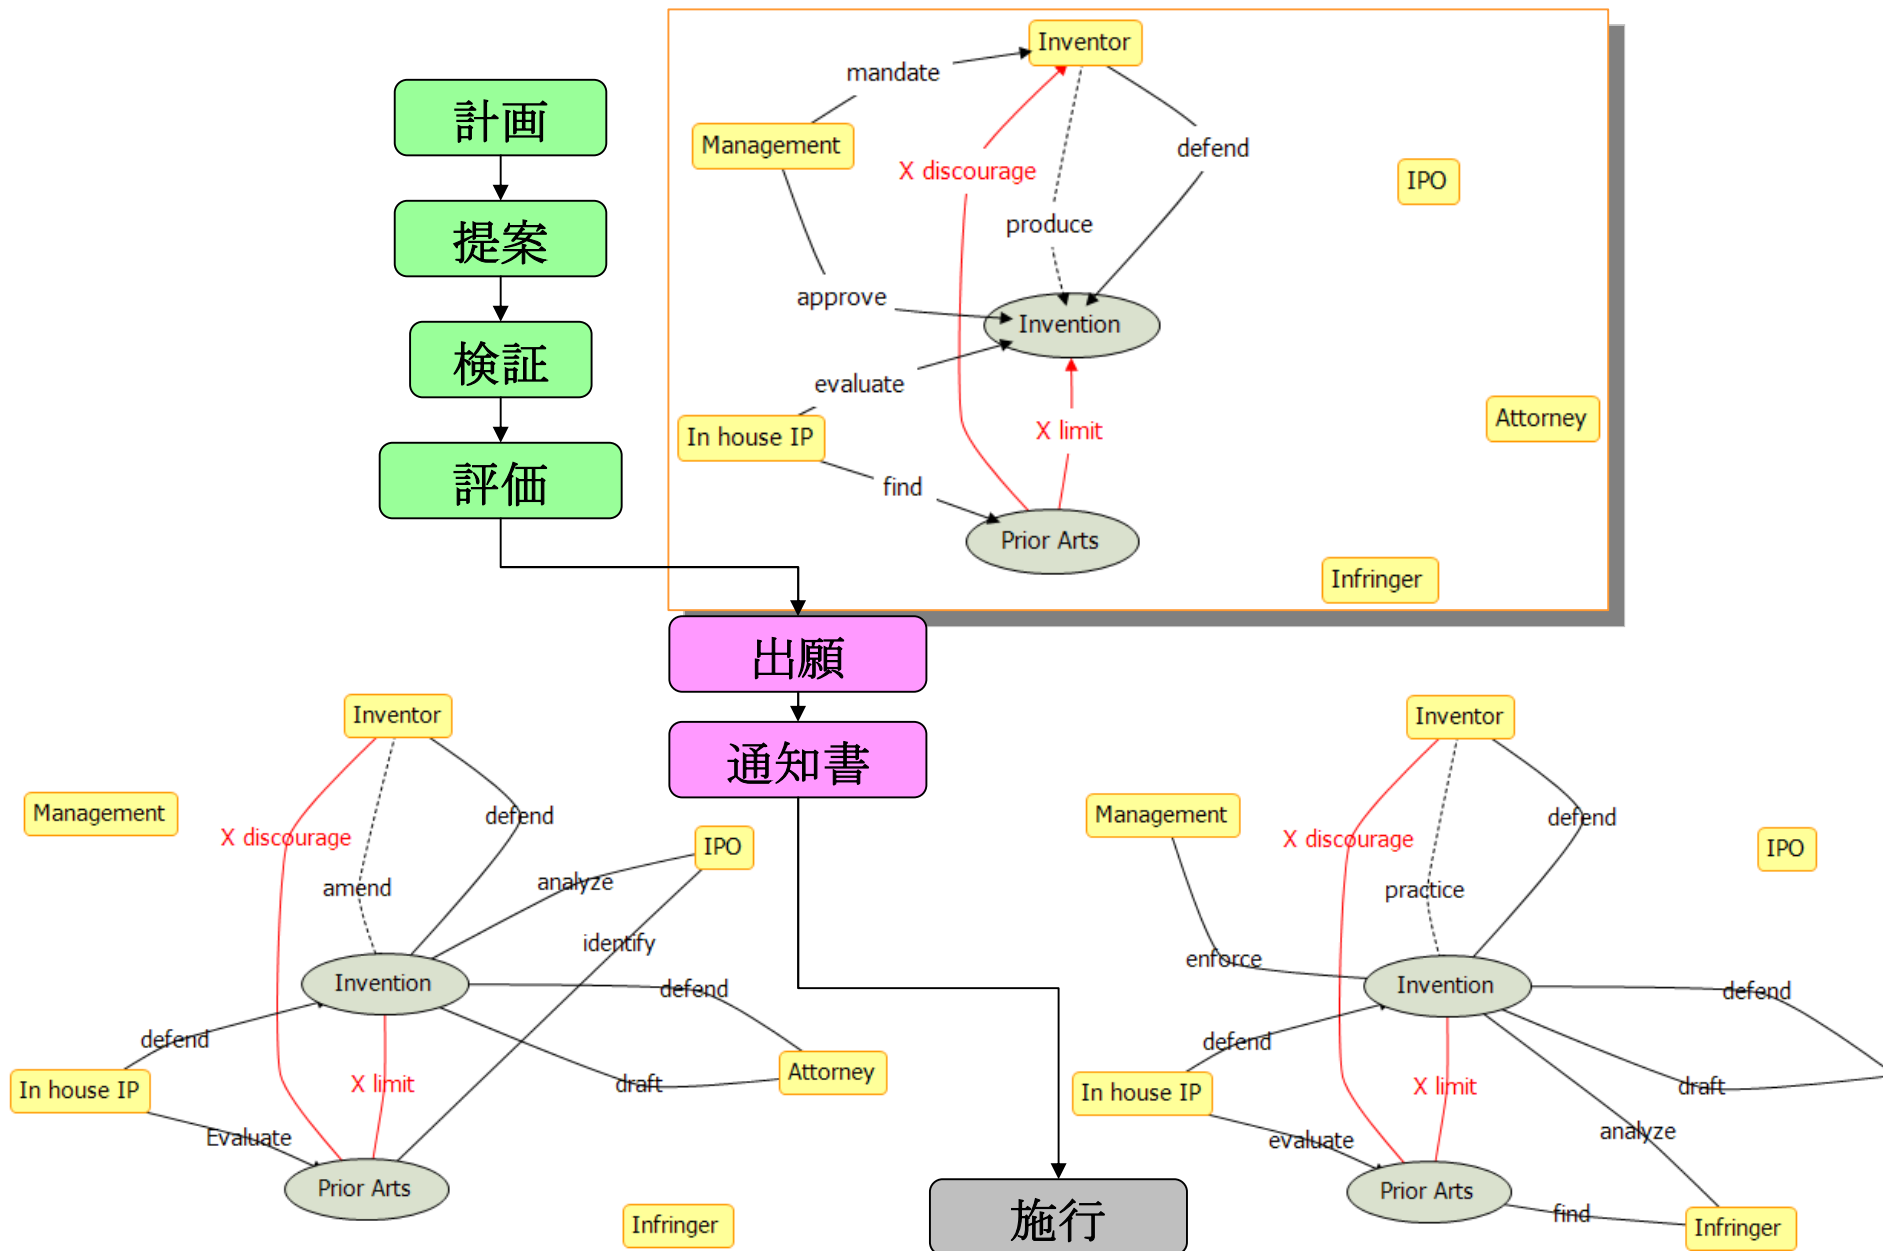 計画
提案
検証
評価
出願
通知書
施行
Inventor
mandate
Management
X discourage
defend
IPO
produce
approve
Invention
evaluate
Attorney
In house IP
X limit
find
Prior Arts
Infringer
Inventor
Management
X discourage
defend
IPO
amend
analyze
identify
Invention
defend
defend
In house IP
X limit
draft
Attorney
Evaluate
Prior Arts
Infringer
Inventor
Management
X discourage
defend
IPO
practice
enforce
Invention
defend
defend
In house IP
X limit
draft
evaluate
analyze
Prior Arts
find
Infringer